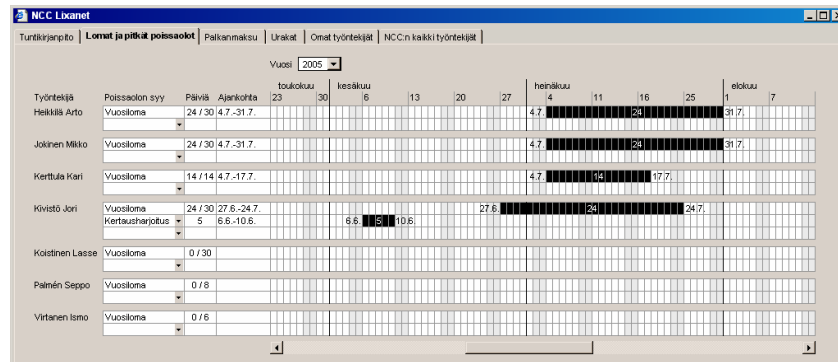 NCC Lixanet
Tuntikirjanpito Lomat ja pitkät poissaolot Palkanmaksu Urakat Omat työntekijät NCC:n kaikki työntekijät
Vuosi 2005
toukokuu kesäkuu heinäkuu elokuu
Työntekijä Poissaolon syy Päiviä Ajankohta 23 30 6 13 20 27 4 11 16 25 1 7
Heikkilä Arto Vuosiloma 24 / 30 4.7.-31.7. 4.7. 24 31.7.
Jokinen Mikko Vuosiloma 24 / 30 4.7.-31.7. 4.7. 24 31.7.
Kerttula Kari Vuosiloma 14 / 14 4.7.-17.7. 4.7. 14 17.7.
Kivistö Jori Vuosiloma 24 / 30 27.6.-24.7. 27.6. 24 24.7.
Kertausharjoitus 5 6.6.-10.6. 6.6. 5 10.6.
Koistinen Lasse Vuosiloma 0 / 30
Palmén Seppo Vuosiloma 0 / 8
Virtanen Ismo Vuosiloma 0 / 6